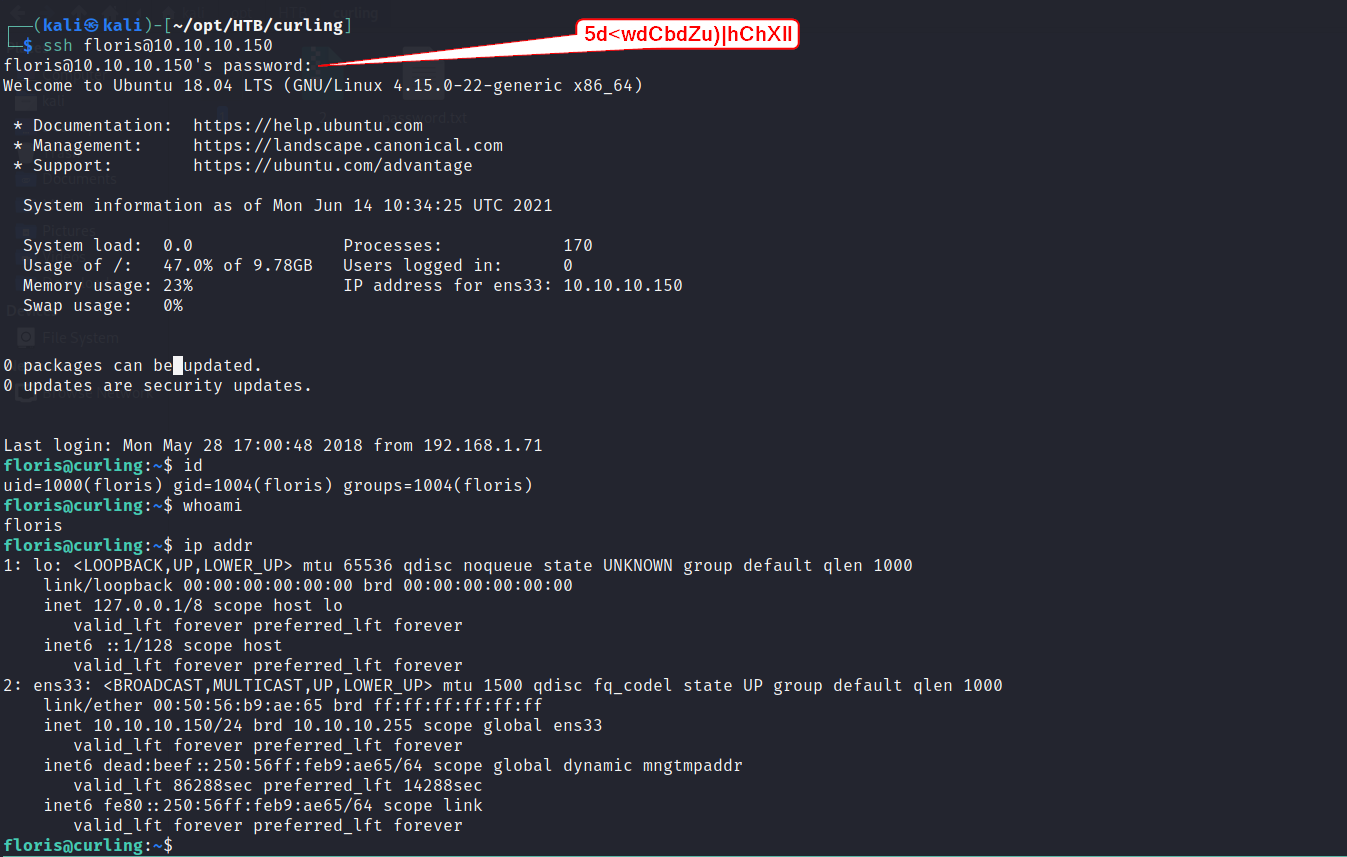 (kali㉿kali)-[~/opt/HTB/curling]
$ ssh floris@10.10.10.150
5d<wdCbdZu)|hChXll
floris@10.10.10.150's password:
Welcome to Ubuntu 18.04 LTS (GNU/Linux 4.15.0-22-generic x86_64)
* Documentation: https://help.ubuntu.com
* Management: https://landscape.canonical.com
* Support: https://ubuntu.com/advantage
System information as of Mon Jun 14 10:34:25 UTC 2021
System load: 0.0 Processes: 170
Usage of /: 47.0% of 9.78GB Users logged in: 0
Memory usage: 23% IP address for ens33: 10.10.10.150
Swap usage: 0%
0 packages can be updated.
0 updates are security updates.
Last login: Mon May 28 17:00:48 2018 from 192.168.1.71
floris@curling:~$ id
uid=1000(floris) gid=1004(floris) groups=1004(floris)
floris@curling:~$ whoami
floris
floris@curling:~$ ip addr
1: lo: <LOOPBACK,UP,LOWER_UP> mtu 65536 qdisc noqueue state UNKNOWN group default qlen 1000
link/loopback 00:00:00:00:00:00 brd 00:00:00:00:00:00
inet 127.0.0.1/8 scope host lo
valid_lft forever preferred_lft forever
inet6 ::1/128 scope host
valid_lft forever preferred_lft forever
2: ens33: <BROADCAST,MULTICAST,UP,LOWER_UP> mtu 1500 qdisc fq_codel state UP group default qlen 1000
link/ether 00:50:56:b9:ae:65 brd ff:ff:ff:ff:ff:ff
inet 10.10.10.150/24 brd 10.10.10.255 scope global ens33
valid_lft forever preferred_lft forever
inet6 dead:beef::250:56ff:feb9:ae65/64 scope global dynamic mngtmpaddr
valid_lft 86288sec preferred_lft 14288sec
inet6 fe80::250:56ff:feb9:ae65/64 scope link
valid_lft forever preferred_lft forever
floris@curling:~$